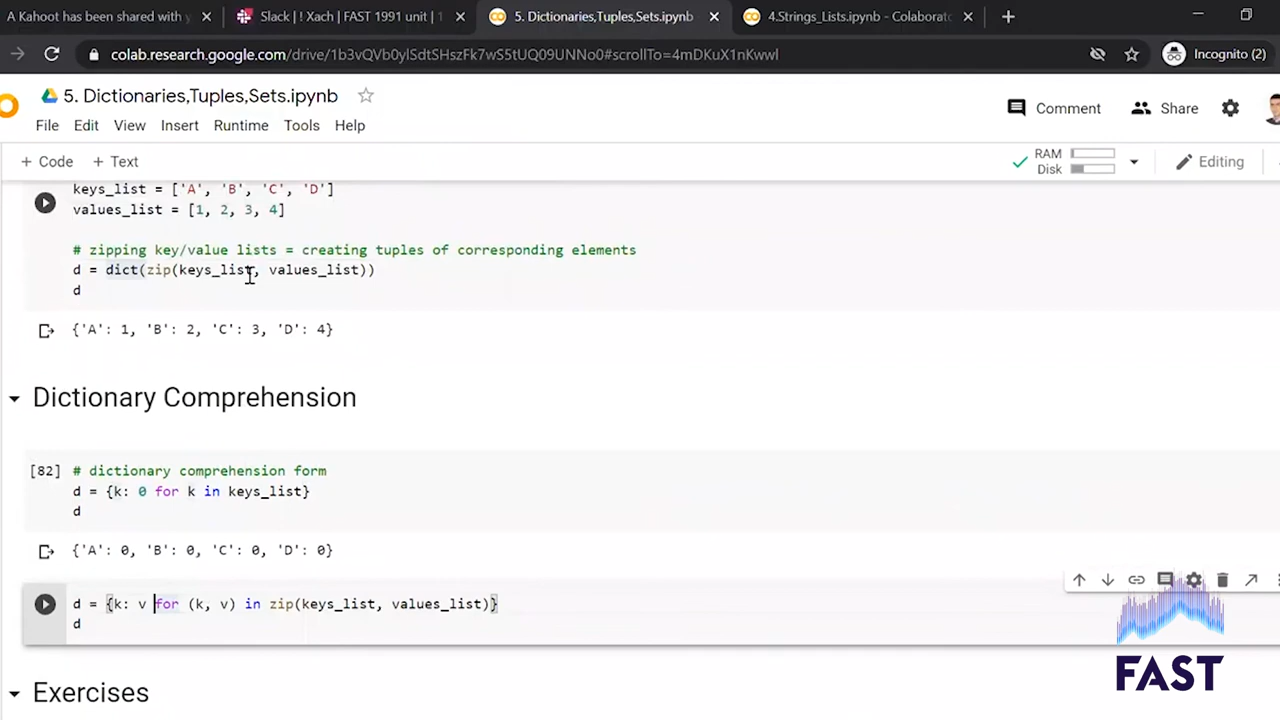 A Kahoot has been shared with
Slack | ! Xach | FAST 1991 unit | 1
5. Dictionaries,Tuples,Sets.ipynb
4.Strings_Lists.ipynb - Colaborat
colab.research.google.com/drive/1b3vQVb0ylSdtSHszFk7wS5tUQ09UNNo0#scrollTo=4mDKuX1nKwwl
Incognito (2)
5. Dictionaries,Tuples,Sets.ipynb
Comment
Share
File Edit View Insert Runtime Tools Help
+ Code + Text
RAM
Disk
Editing
keys_list = ['A', 'B', 'C', 'D']
values_list = [1, 2, 3, 4]
# zipping key/value lists = creating tuples of corresponding elements
d = dict(zip(keys_list, values_list))
d
{'A': 1, 'B': 2, 'C': 3, 'D': 4}
Dictionary Comprehension
[82] # dictionary comprehension form
d = {k: 0 for k in keys_list}
d
{'A': 0, 'B': 0, 'C': 0, 'D': 0}
d = {k: v for (k, v) in zip(keys_list, values_list)}
d
FAST
Exercises